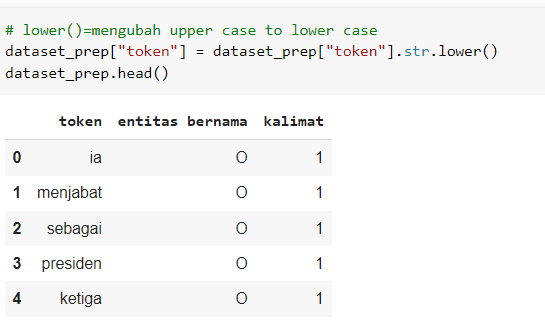 # lower()=mengubah upper case to lower case
dataset_prep["token"] = dataset_prep["token"].str.lower()
dataset_prep.head()
token entitas bernama kalimat
0 ia O 1
1 menjabat O 1
2 sebagai O 1
3 presiden O 1
4 ketiga O 1